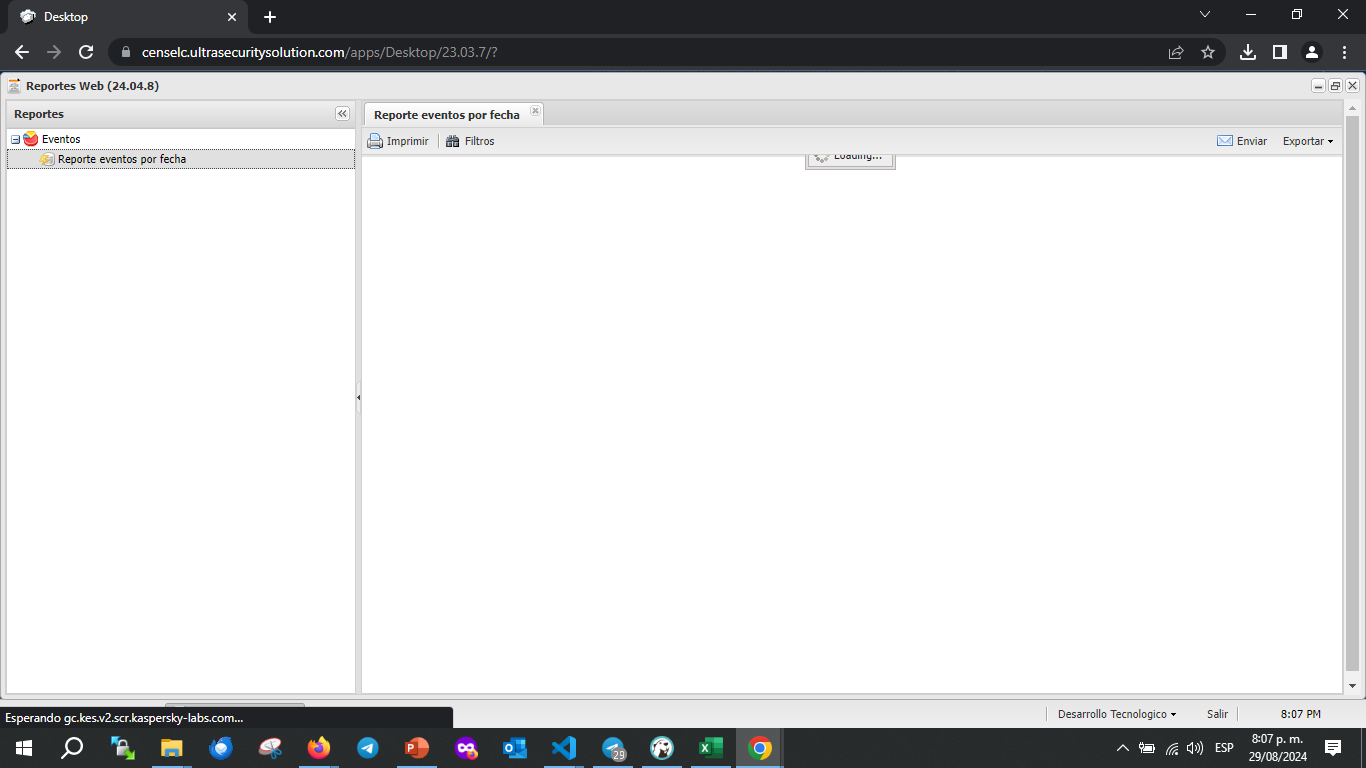 Desktop
censelc.ultrasecuritysolution.com/apps/Desktop/23.03.7/?
Reportes Web (24.04.8)
Reportes
Eventos
Reporte eventos por fecha
Reporte eventos por fecha
Imprimir
Filtros
Enviar
Exportar
Loading...
Esperando gc.kes.v2.scr.kaspersky-labs.com...
Desarrollo Tecnologico
Salir
8:07 PM
29
ESP
8:07 p. m.
29/08/2024